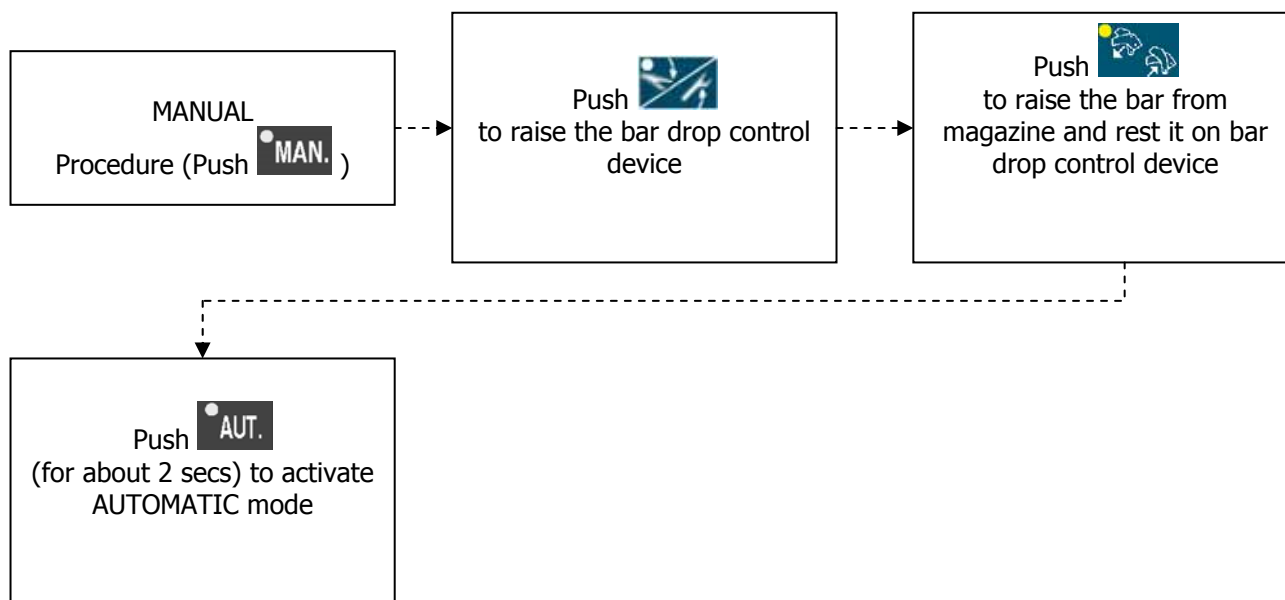 MANUAL
Procedure (Push MAN. )
Push
to raise the bar drop control
device
Push
to raise the bar from
magazine and rest it on bar
drop control device
Push AUT.
(for about 2 secs) to activate
AUTOMATIC mode